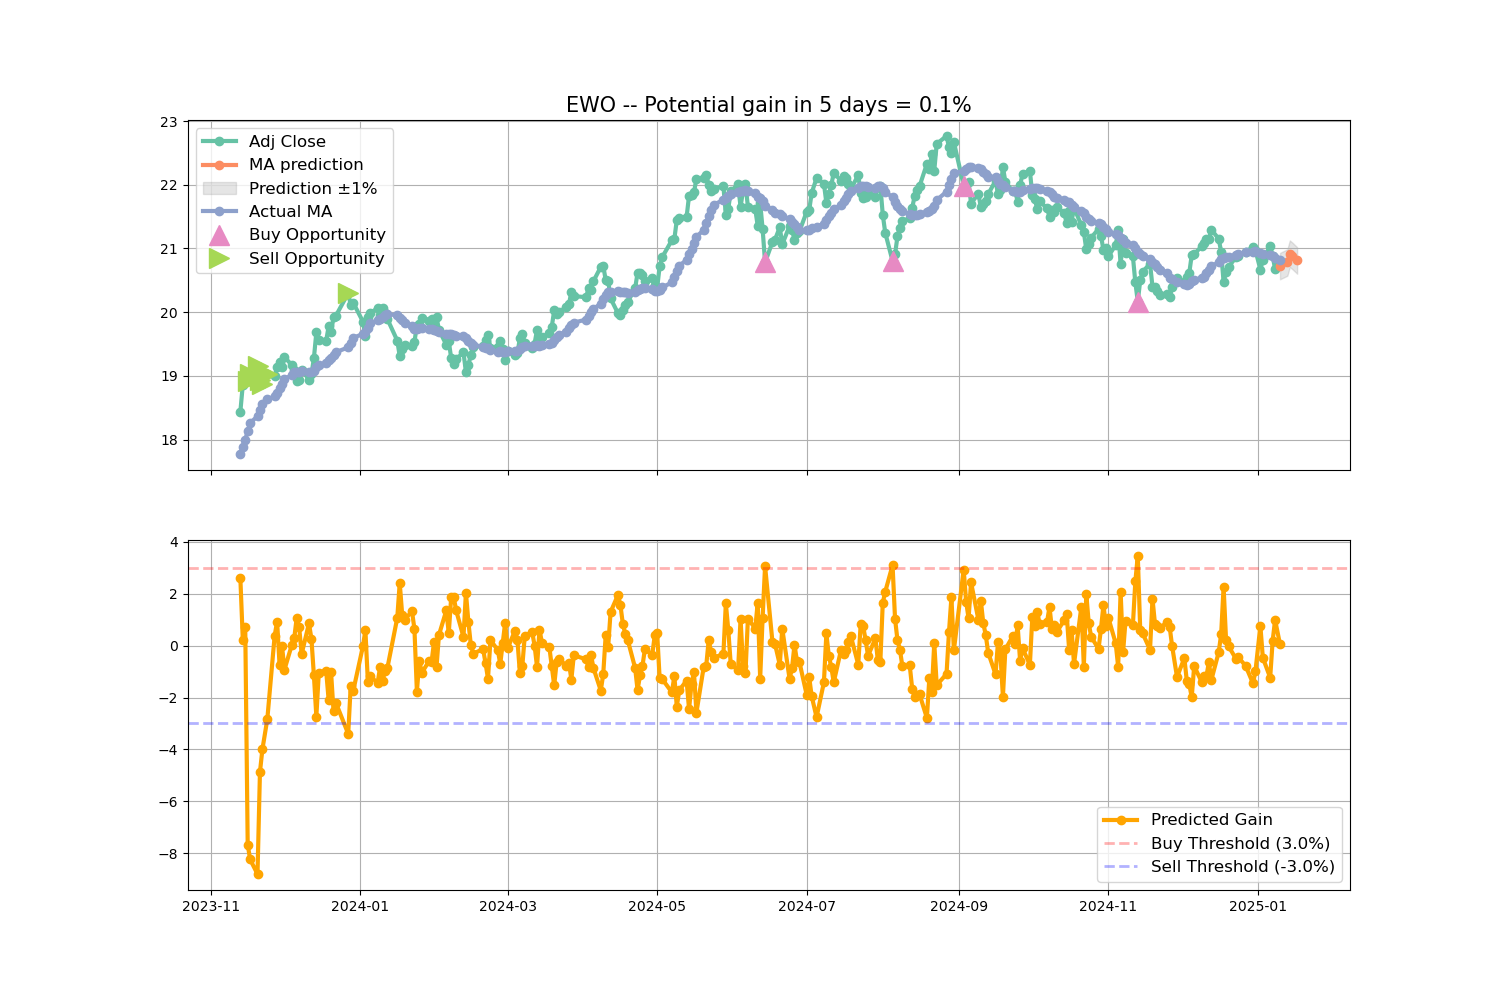 EWO -- Potential gain in 5 days = 0.1%
23
22
21
20
19
18
Adj Close
MA prediction
Prediction ±1%
Actual MA
Buy Opportunity
Sell Opportunity
4
2
0
−2
−4
−6
−8
Predicted Gain
Buy Threshold (3.0%)
Sell Threshold (-3.0%)
2023-11
2024-01
2024-03
2024-05
2024-07
2024-09
2024-11
2025-01